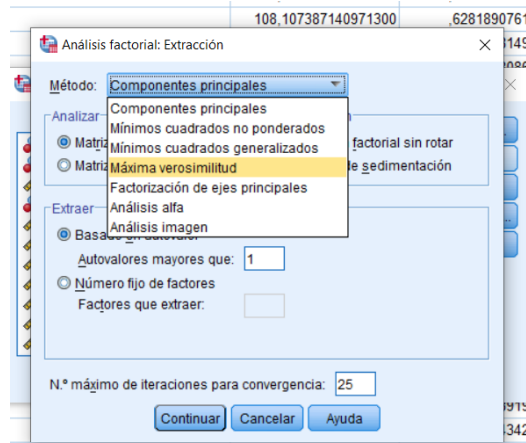 108,107387140971300 ,6281890761
Análisis factorial: Extracción
Método: Componentes principales
Componentes principales
Mínimos cuadrados no ponderados
Mínimos cuadrados generalizados
Máxima verosimilitud
Factorización de ejes principales
Análisis alfa
Análisis imagen
Analizar
factorial sin rotar
de sedimentación
Extraer
Autovalores mayores que: 1
Número fijo de factores
Factores que extraer:
N.º máximo de iteraciones para convergencia: 25
Continuar Cancelar Ayuda